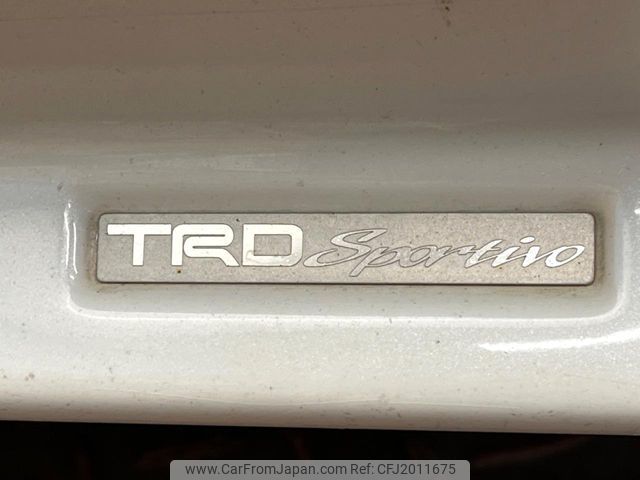 TRD Sportivo
www.CarFromJapan.com Ref: CFJ2011675